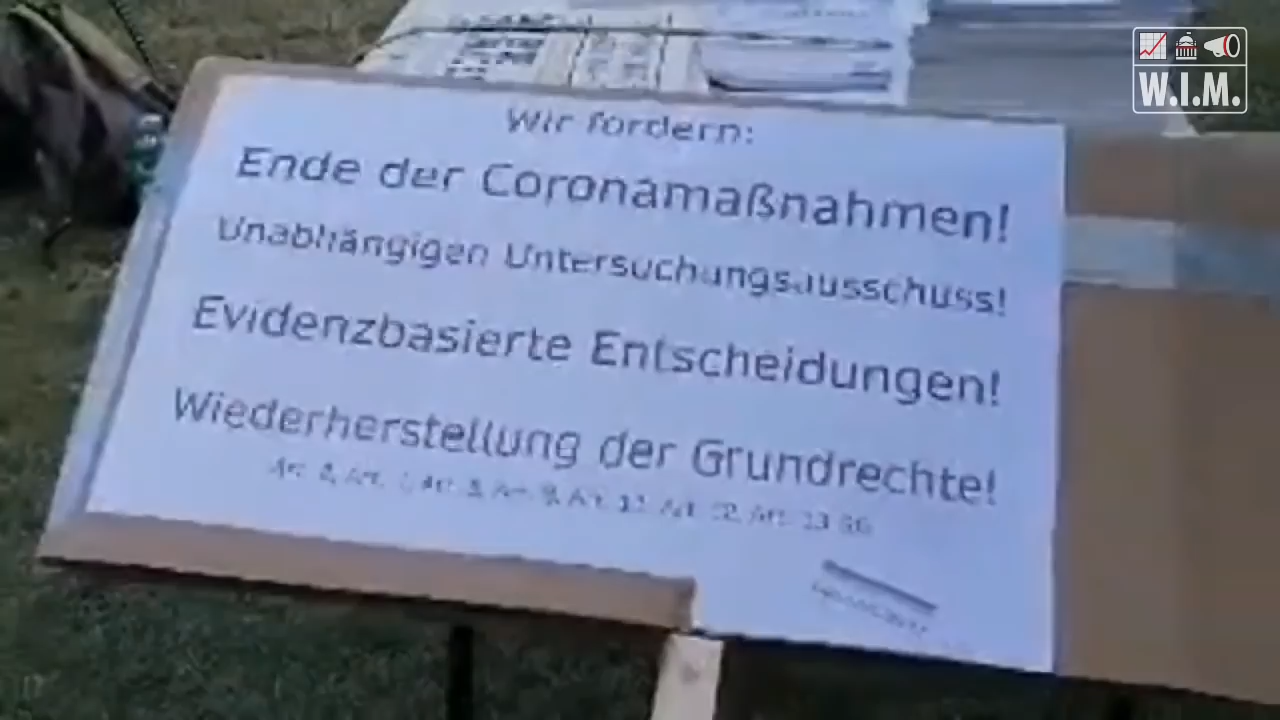 W.I.M.
Wir fordern:
Ende der Coronamaßnahmen!
Unabhängigen Untersuchungsausschuss!
Evidenzbasierte Entscheidungen!
Wiederherstellung der Grundrechte!